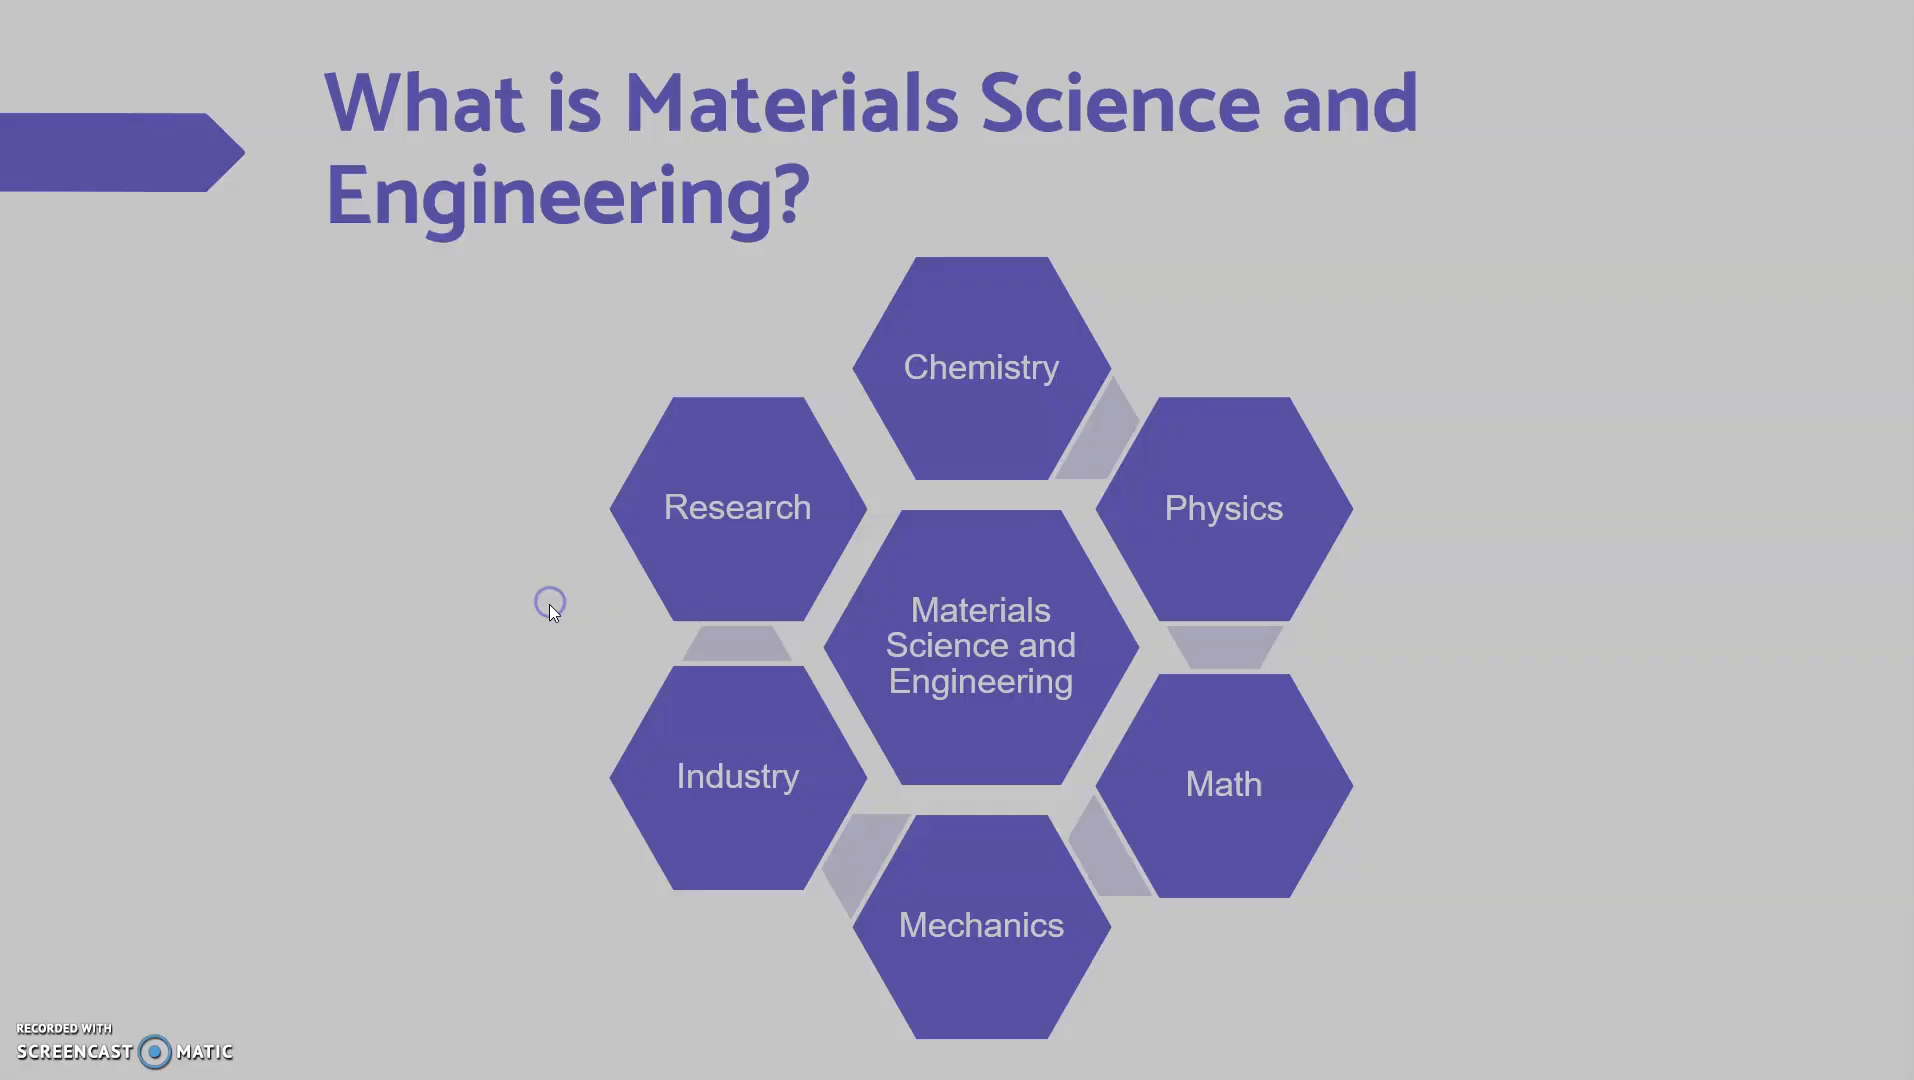 What is Materials Science and
Engineering?
Chemistry
Research
Physics
Materials
Science and
Engineering
Industry
Math
Mechanics
RECORDED WITH
SCREENCAST MATIC